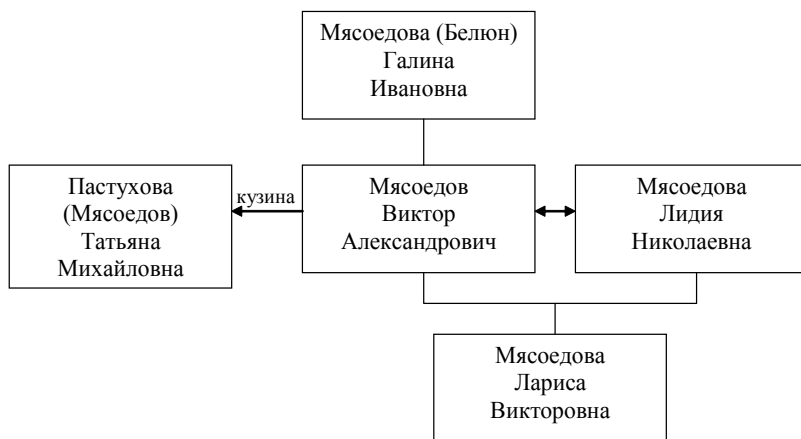 Мясоедова (Белюн)
Галина
Ивановна
Пастухова
(Мясоедов)
Татьяна
Михайловна
кузина
Мясоедов
Виктор
Александрович
Мясоедова
Лидия
Николаевна
Мясоедова
Лариса
Викторовна